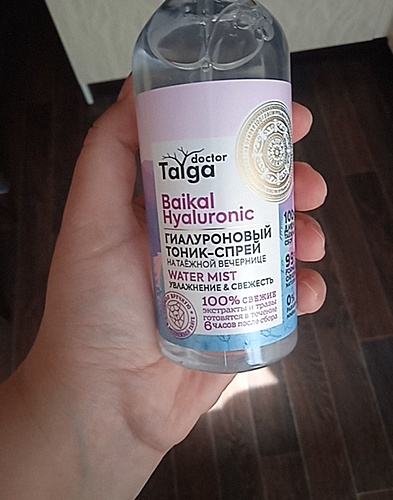 doctor
Taiga
Baikal
Hyaluronic
ГИАЛУРОНОВЫЙ
ТОНИК-СПРЕЙ
НА ТАЁЖНОЙ ВЕЧЕРНИЦЕ
WATER MIST
УВЛАЖНЕНИЕ & СВЕЖЕСТЬ
100% СВЕЖИЕ
экстракты и травы
готовятся в течение
6 ЧАСОВ после сбора